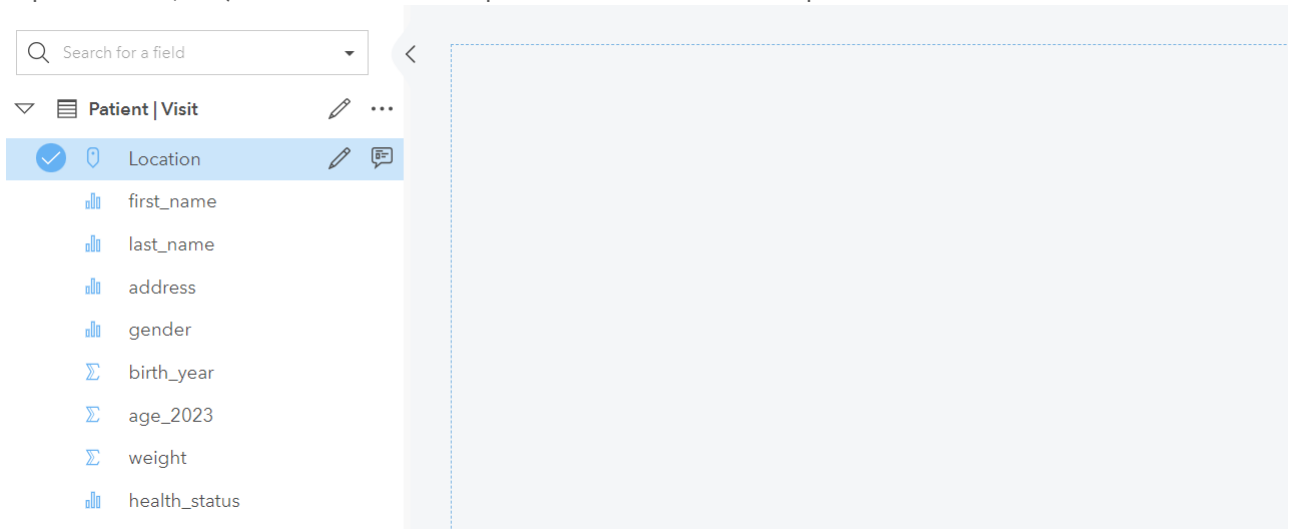 Search for a field
Patient | Visit
Location
first_name
last_name
address
gender
birth_year
age_2023
weight
health_status